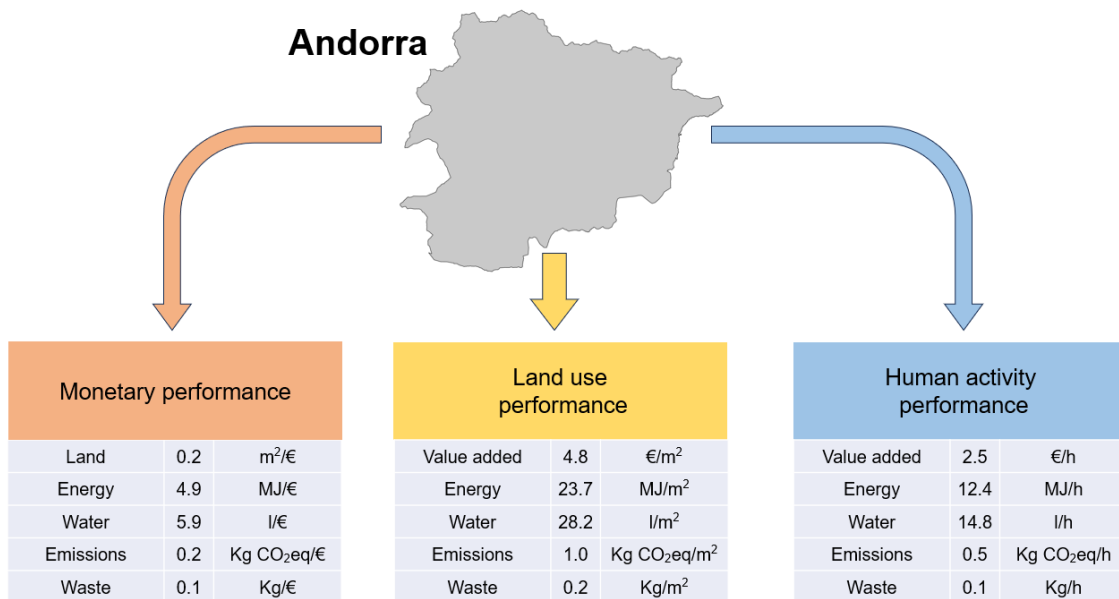 Andorra
Monetary performance
Land 0.2 m²/€
Energy 4.9 MJ/€
Water 5.9 l/€
Emissions 0.2 Kg CO₂eq/€
Waste 0.1 Kg/€
Land use
performance
Value added 4.8 €/m²
Energy 23.7 MJ/m²
Water 28.2 l/m²
Emissions 1.0 Kg CO₂eq/m²
Waste 0.2 Kg/m²
Human activity
performance
Value added 2.5 €/h
Energy 12.4 MJ/h
Water 14.8 l/h
Emissions 0.5 Kg CO₂eq/h
Waste 0.1 Kg/h